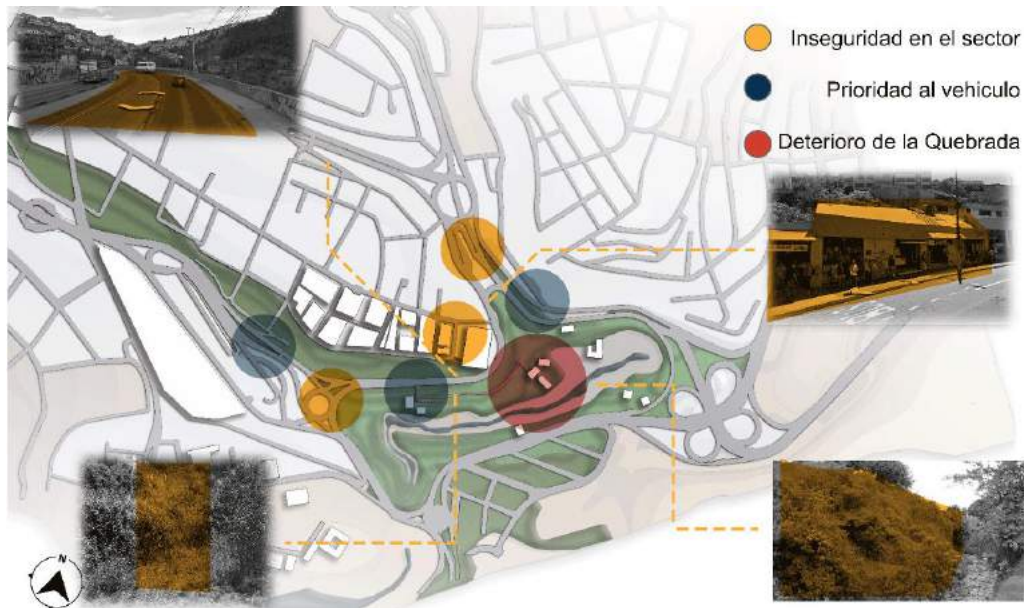 Inseguridad en el sector
Prioridad al vehiculo
Deterioro de la Quebrada
N